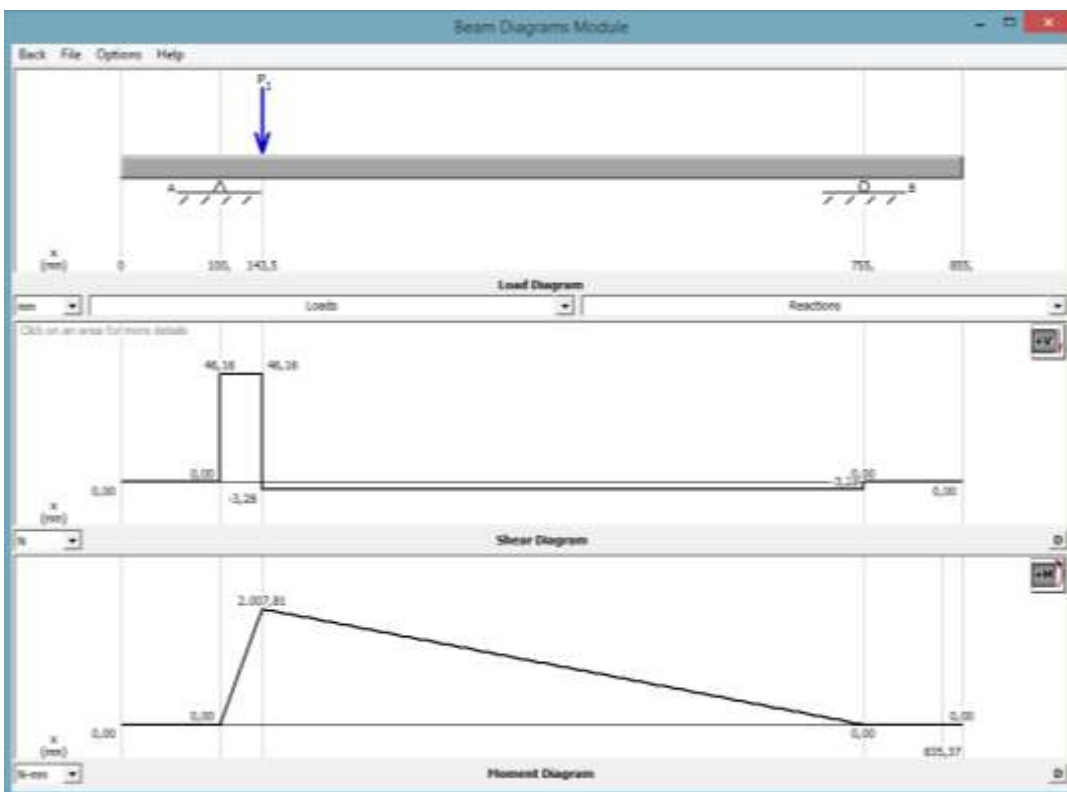 Beam Diagrams Module
Back File Options Help
P1
A
B
x
(mm)
0
100,
143,5
755,
855,
Load Diagram
mm
Loads
Reactions
Click on an area for more details
+V
46,16
46,16
0,00
0,00
-3,28
0,00
0,00
x
(mm)
N
Shear Diagram
D
+M
2.007,81
0,00
0,00
0,00
0,00
835,37
x
(mm)
N-mm
Moment Diagram
D